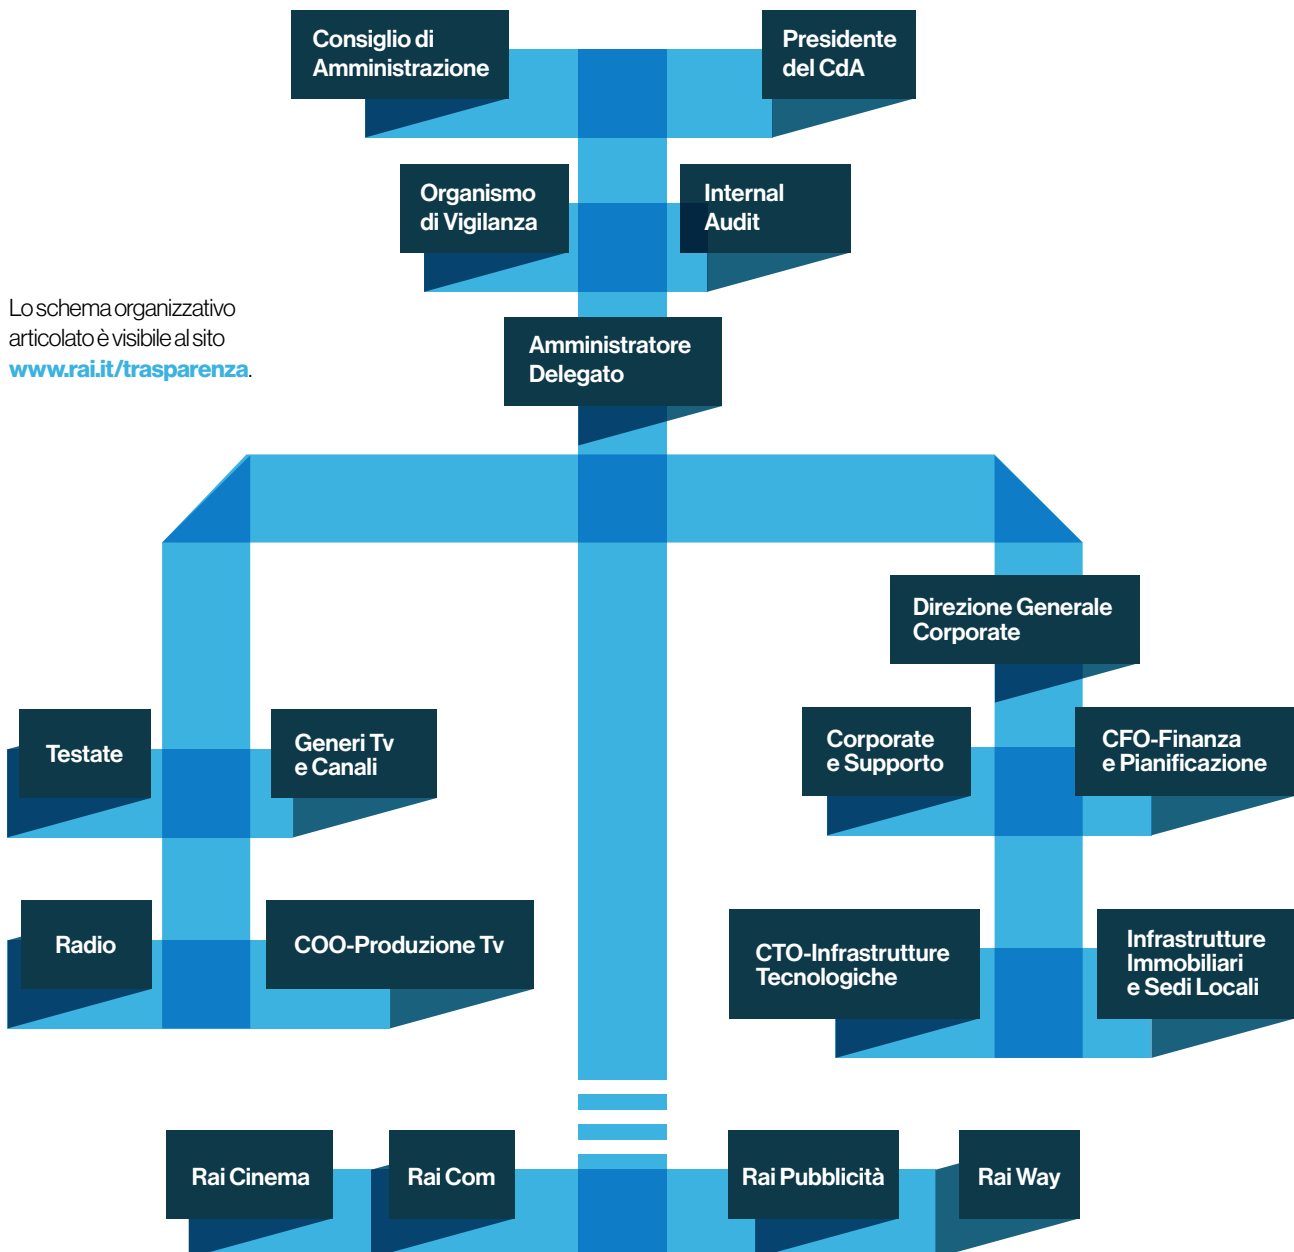 Consiglio di
Amministrazione
Presidente
del CdA
Organismo
di Vigilanza
Internal
Audit
Lo schema organizzativo
articolato è visibile al sito
www.rai.it/trasparenza.
Amministratore
Delegato
Direzione Generale
Corporate
Testate
Generi Tv
e Canali
Corporate
e Supporto
CFO-Finanza
e Pianificazione
Radio
COO-Produzione Tv
CTO-Infrastrutture
Tecnologiche
Infrastrutture
Immobiliari
e Sedi Locali
Rai Cinema
Rai Com
Rai Pubblicità
Rai Way